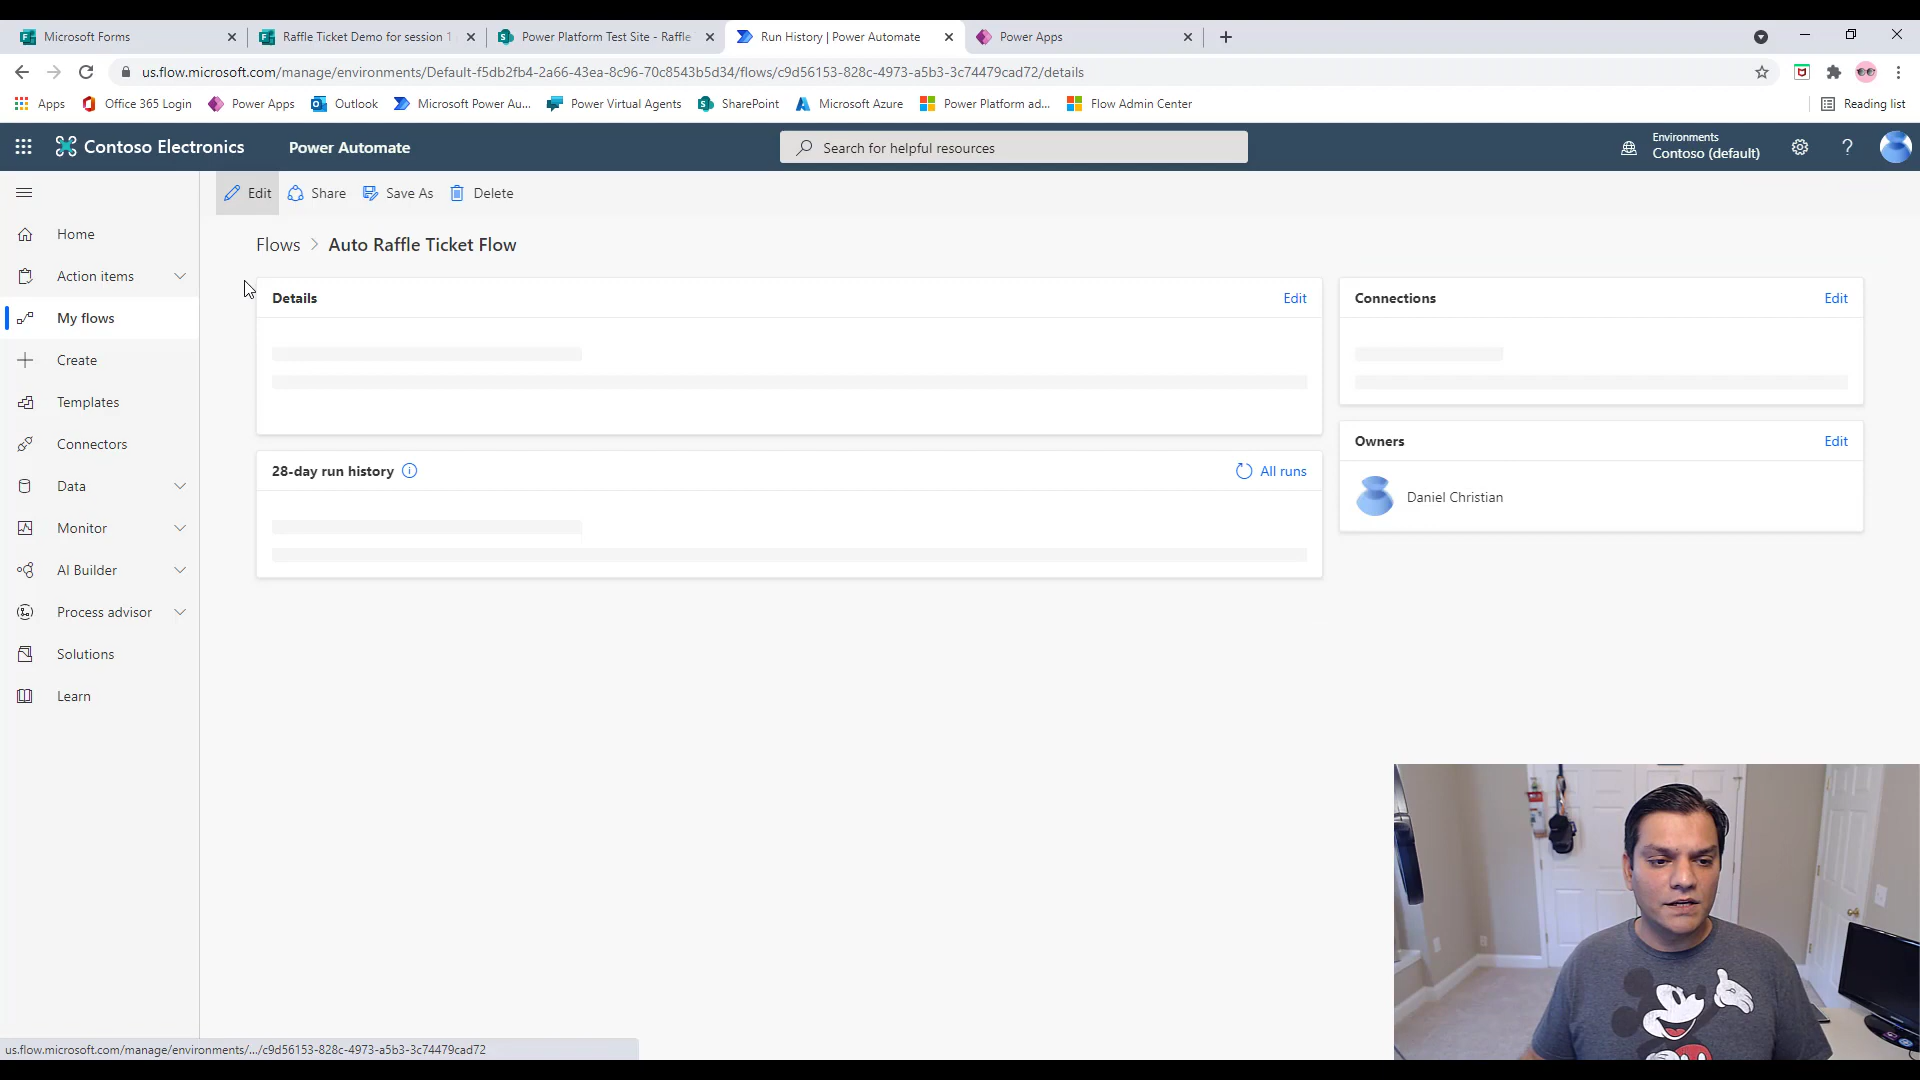 Microsoft Forms
Raffle Ticket Demo for session 1
Power Platform Test Site - Raffle
Run History | Power Automate
Power Apps
us.flow.microsoft.com/manage/environments/Default-f5db2fb4-2a66-43ea-8c96-70c8543b5d34/flows/c9d56153-828c-4973-a5b3-3c74479cad72/details
Apps
Office 365 Login
Power Apps
Outlook
Microsoft Power Au...
Power Virtual Agents
SharePoint
Microsoft Azure
Power Platform ad...
Flow Admin Center
Reading list
Contoso Electronics
Power Automate
Search for helpful resources
Environments
Contoso (default)
Edit
Share
Save As
Delete
Home
Action items
My flows
Create
Templates
Connectors
Data
Monitor
AI Builder
Process advisor
Solutions
Learn
Flows > Auto Raffle Ticket Flow
Details
Edit
28-day run history
All runs
Connections
Edit
Owners
Edit
Daniel Christian
us.flow.microsoft.com/manage/environments/.../c9d56153-828c-4973-a5b3-3c74479cad72